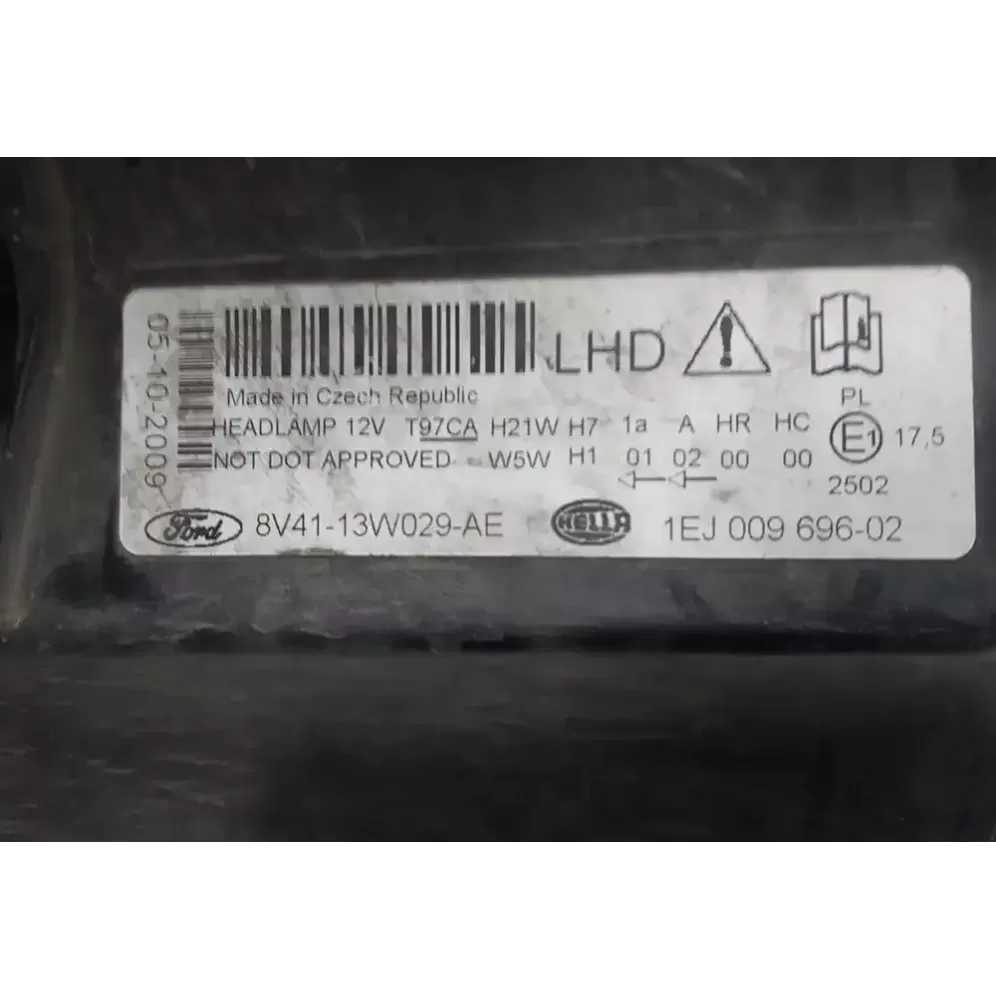 05-10-2009
LHD
Made in Czech Republic
PL
HEADLAMP 12V T97CA H21W H7 1a A HR HC E1 17,5
NOT DOT APPROVED W5W H1 01 02 00 00
2502
Ford 8V41-13W029-AE HELLA 1EJ 009 696-02